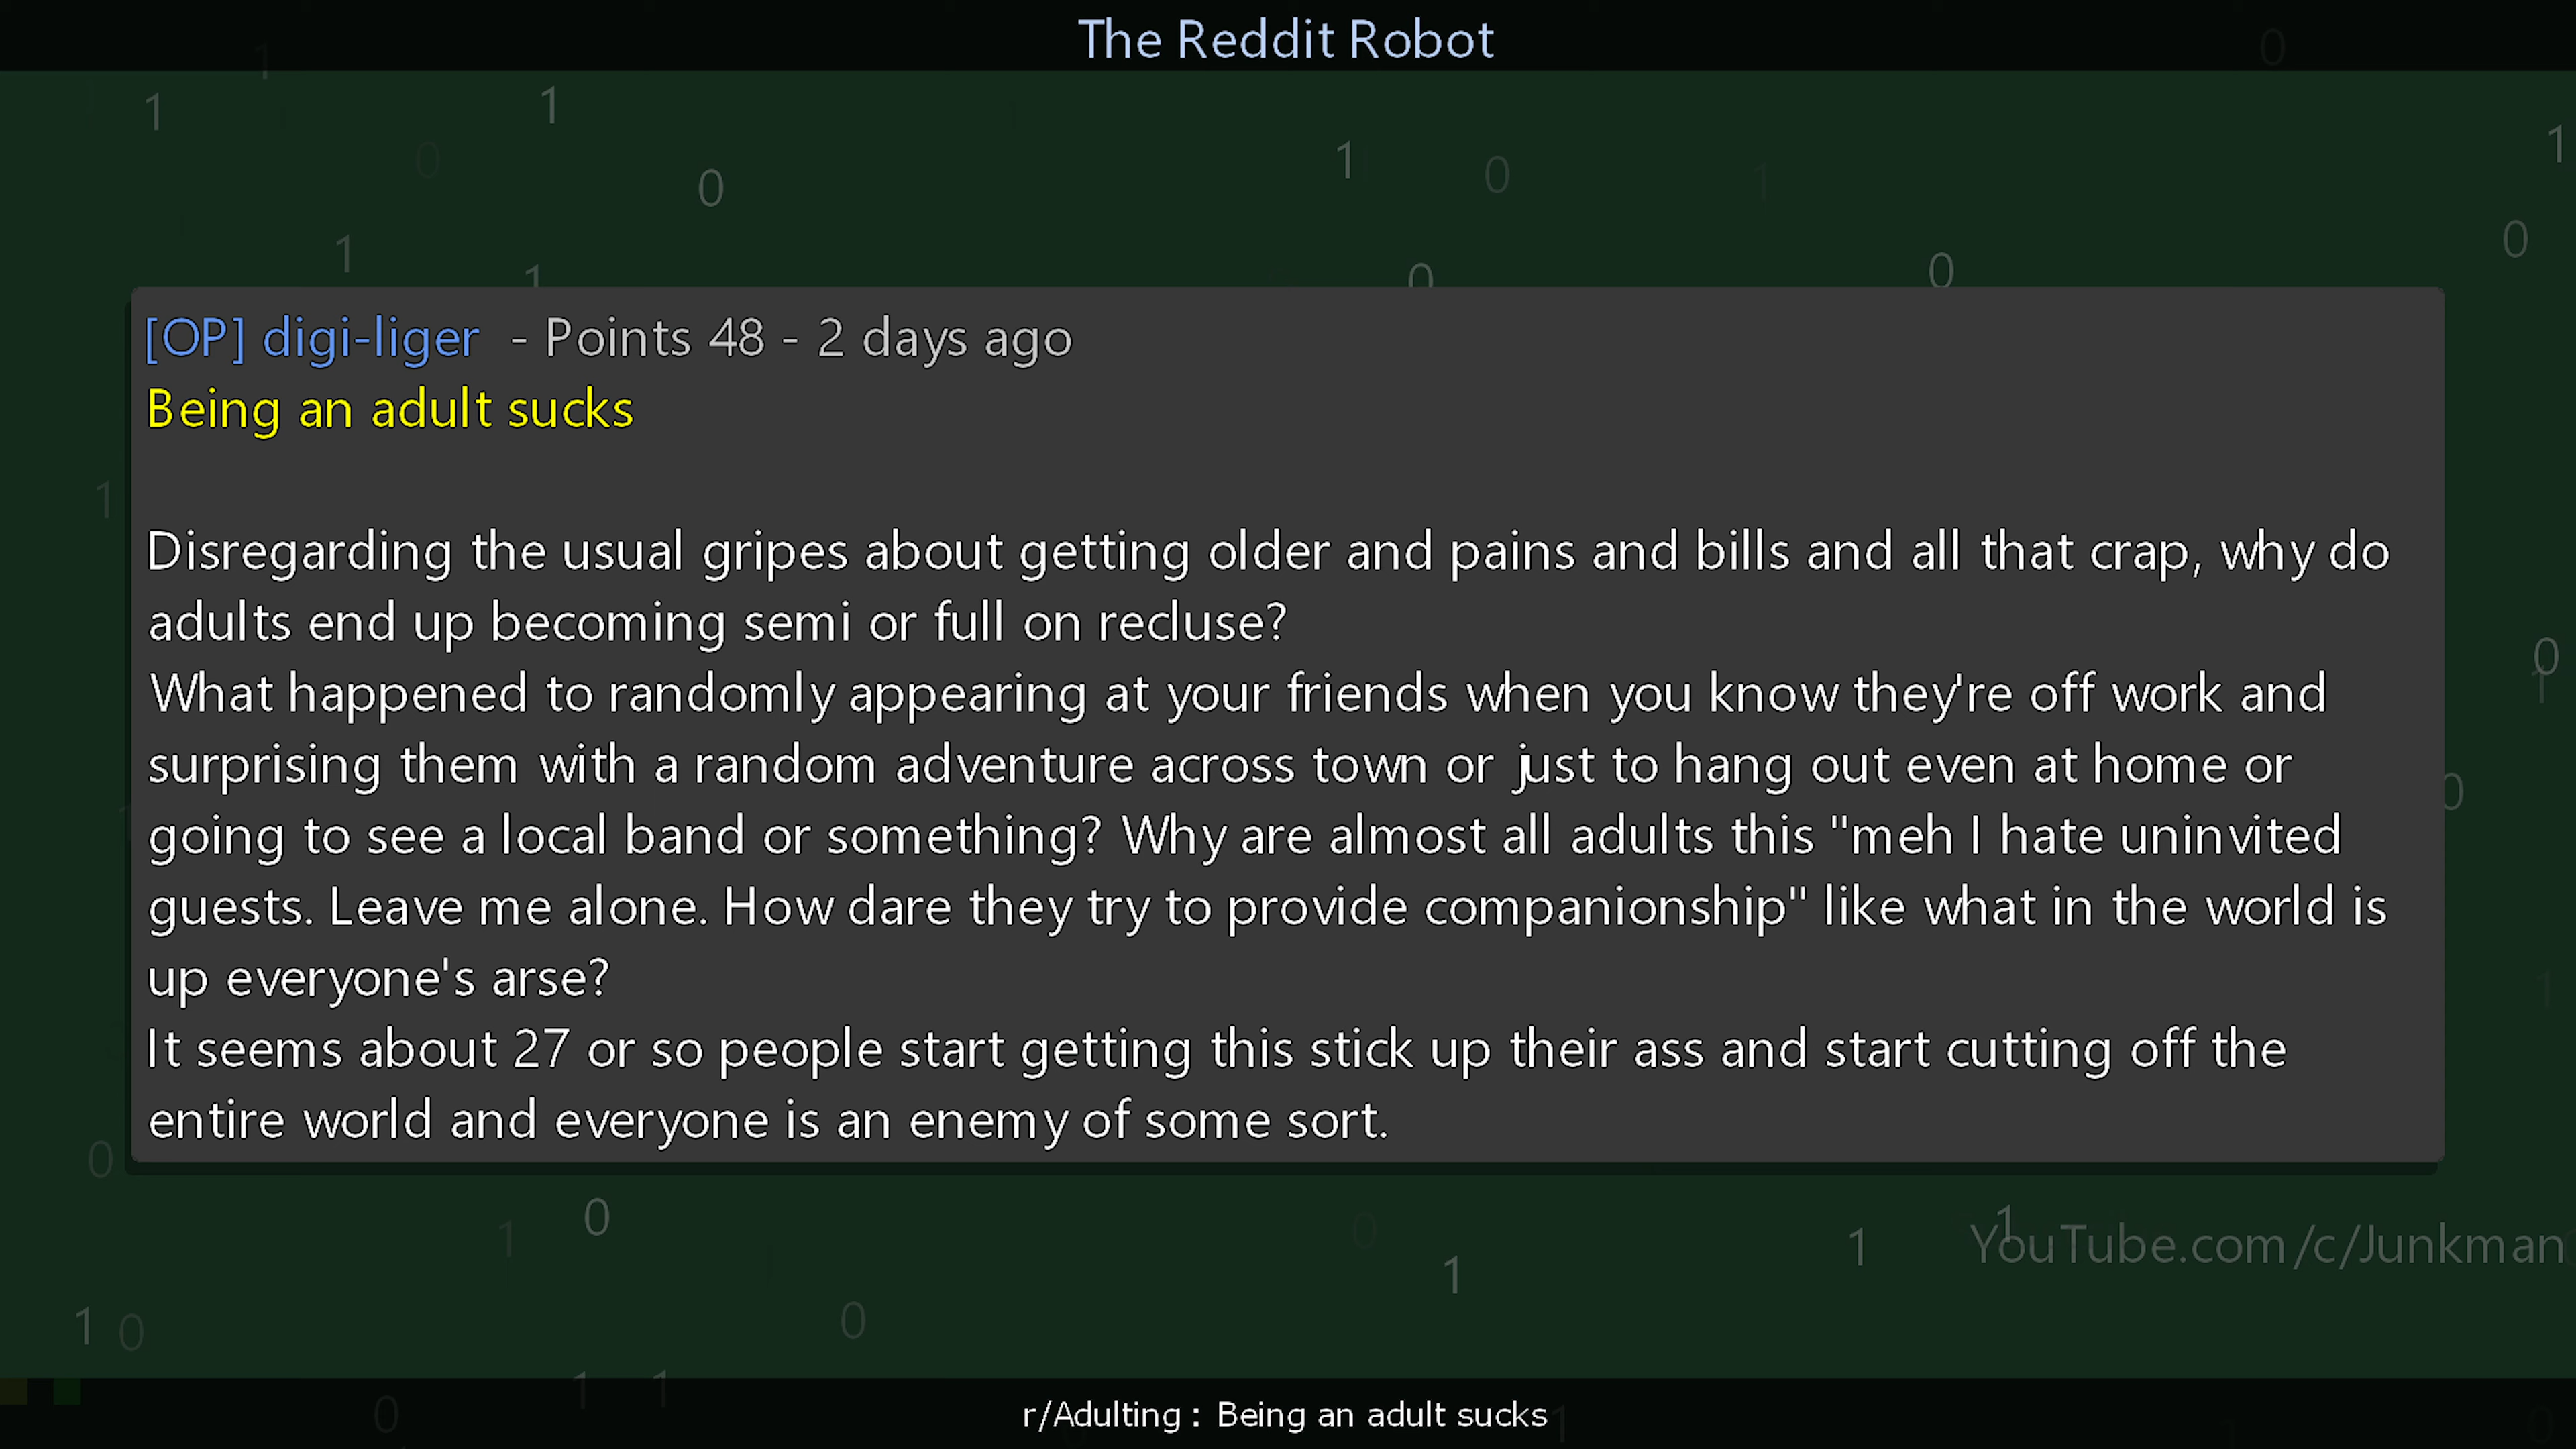 The Reddit Robot
[OP] digi-liger - Points 48 - 2 days ago
Being an adult sucks
Disregarding the usual gripes about getting older and pains and bills and all that crap, why do
adults end up becoming semi or full on recluse?
What happened to randomly appearing at your friends when you know they're off work and
surprising them with a random adventure across town or just to hang out even at home or
going to see a local band or something? Why are almost all adults this "meh I hate uninvited
guests. Leave me alone. How dare they try to provide companionship" like what in the world is
up everyone's arse?
It seems about 27 or so people start getting this stick up their ass and start cutting off the
entire world and everyone is an enemy of some sort.
YouTube.com/c/Junkman
r/Adulting : Being an adult sucks